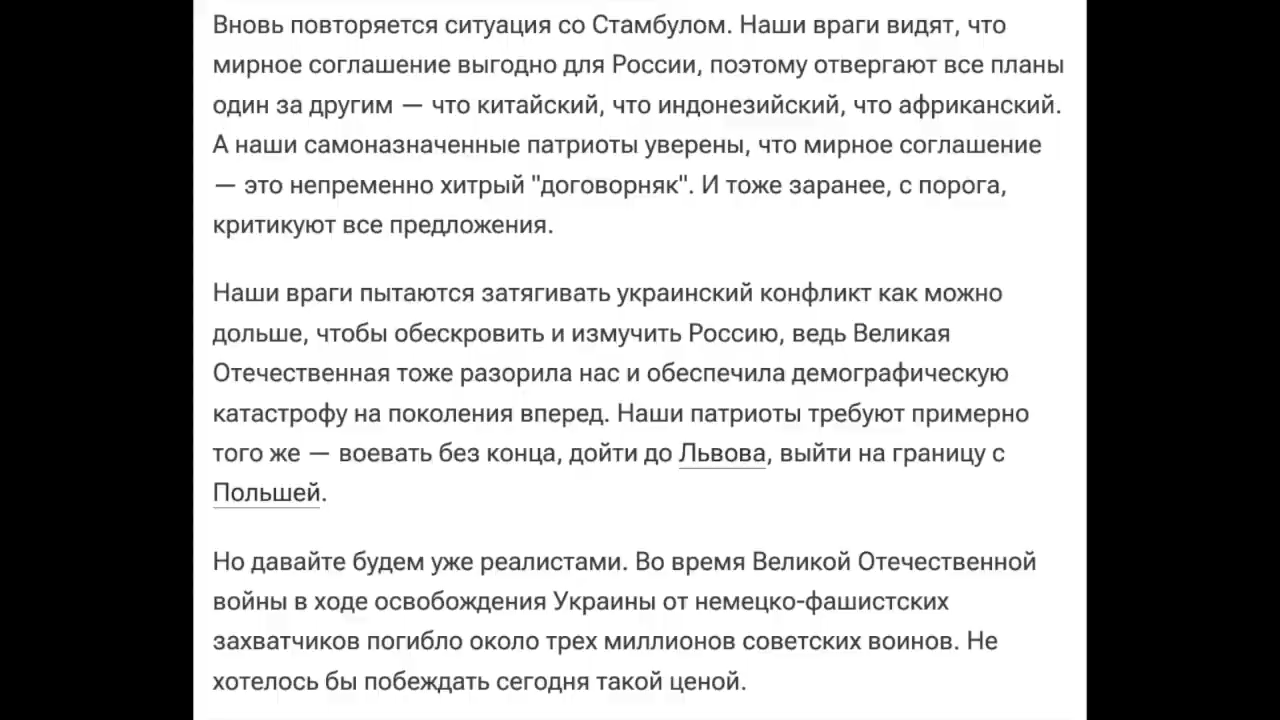 Вновь повторяется ситуация со Стамбулом. Наши враги видят, что
мирное соглашение выгодно для России, поэтому отвергают все планы
один за другим — что китайский, что индонезийский, что африканский.
А наши самоназначенные патриоты уверены, что мирное соглашение
— это непременно хитрый "договорняк". И тоже заранее, с порога,
критикуют все предложения.
Наши враги пытаются затягивать украинский конфликт как можно
дольше, чтобы обескровить и измучить Россию, ведь Великая
Отечественная тоже разорила нас и обеспечила демографическую
катастрофу на поколения вперед. Наши патриоты требуют примерно
того же — воевать без конца, дойти до Львова, выйти на границу с
Польшей.
Но давайте будем уже реалистами. Во время Великой Отечественной
войны в ходе освобождения Украины от немецко-фашистских
захватчиков погибло около трех миллионов советских воинов. Не
хотелось бы побеждать сегодня такой ценой.